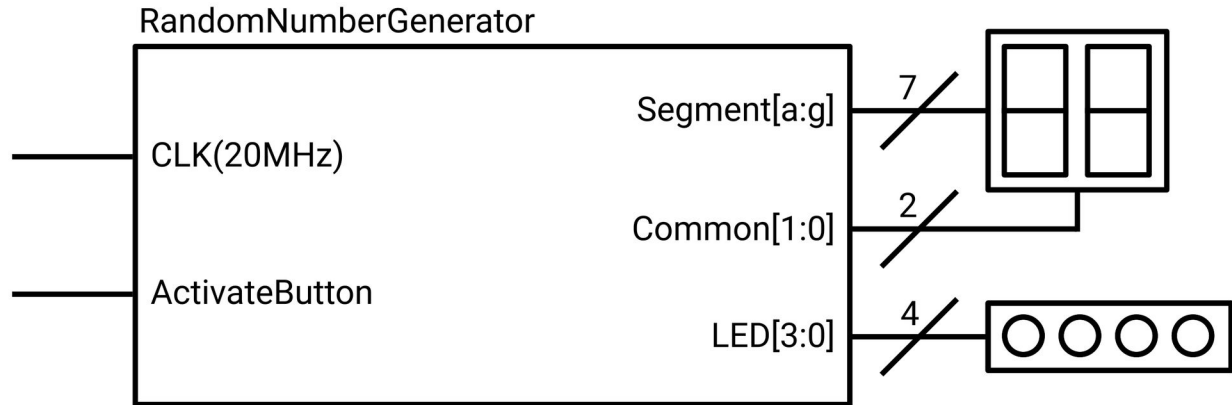 RandomNumberGenerator
Segment[a:g]
7
CLK(20MHz)
Common[1:0]
2
ActivateButton
LED[3:0]
4